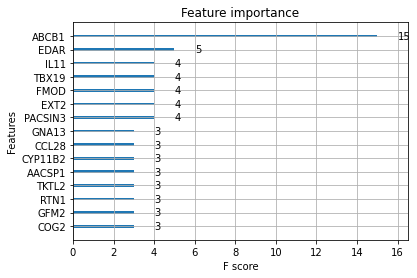 Feature importance
ABCB1 15
EDAR 5
IL11 4
TBX19 4
FMOD 4
EXT2 4
PACSIN3 4
GNA13 3
CCL28 3
CYP11B2 3
AACSP1 3
TKTL2 3
RTN1 3
GFM2 3
COG2 3
Features
0 2 4 6 8 10 12 14 16
F score